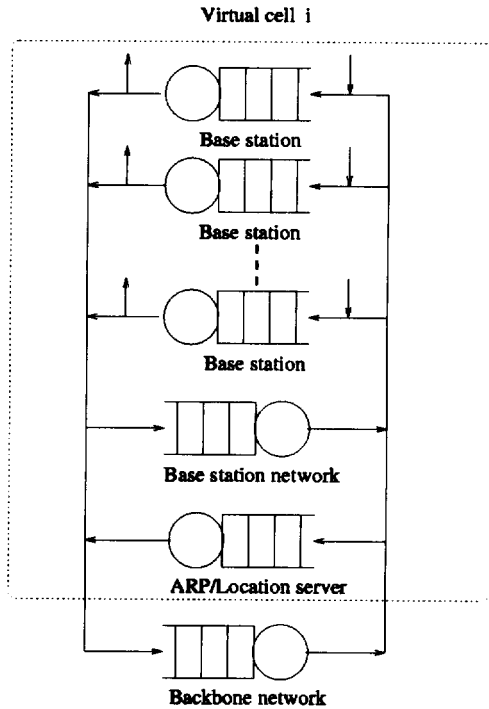 Virtual cell i
Base station
Base station
Base station
Base station network
ARP/Location server
Backbone network